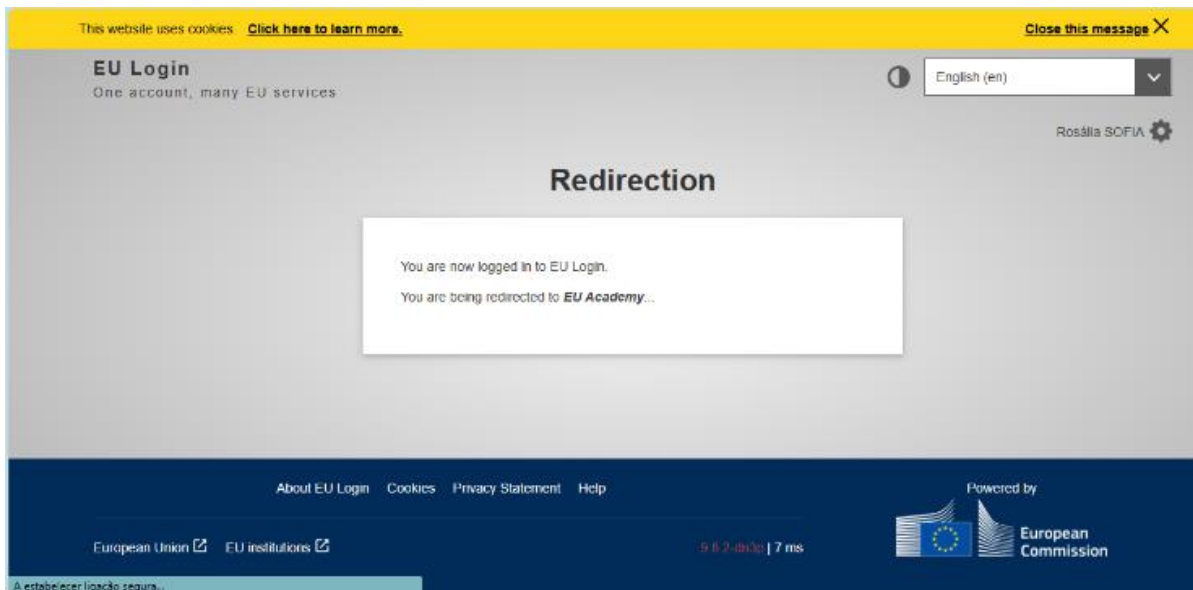 This website uses cookies Click here to learn more. Close this message
EU Login
One account, many EU services
English (en)
Rosália SOFIA
Redirection
You are now logged in to EU Login.
You are being redirected to EU Academy...
About EU Login Cookies Privacy Statement Help
Powered by
European Union EU institutions
| 7 ms
European
Commission
A estabelecer ligação segura...